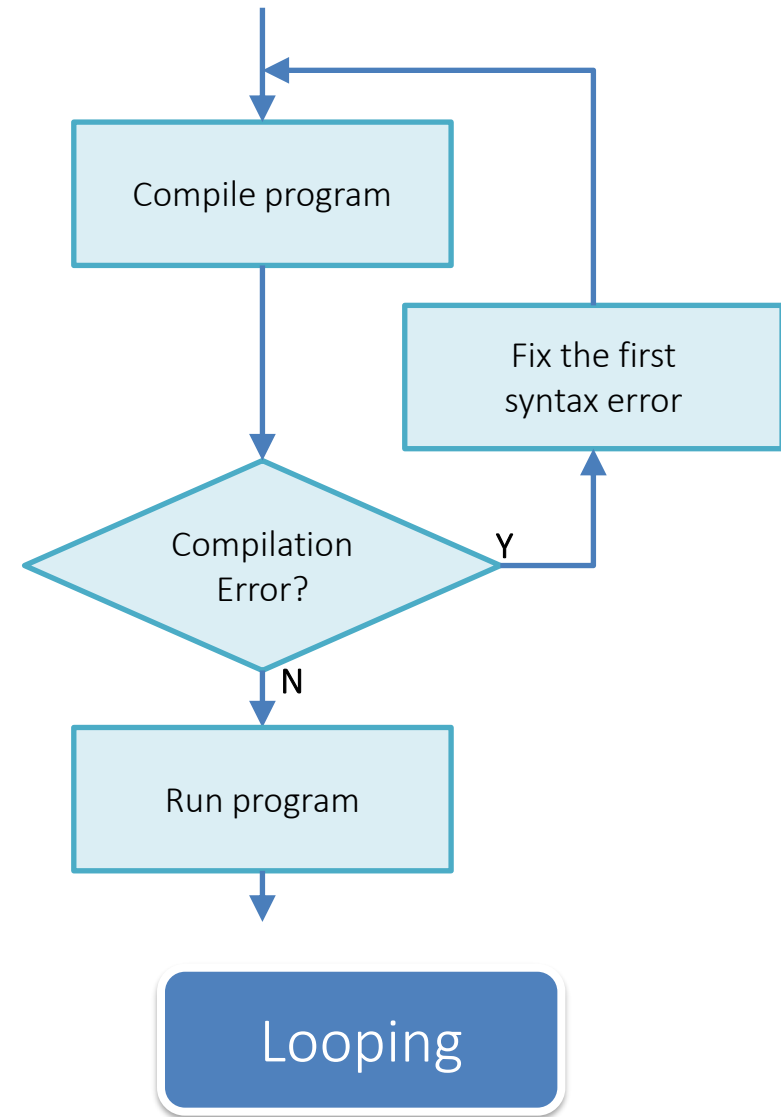 Compile program
Fix the first
syntax error
Compilation
Error?
Y
N
Run program
Looping